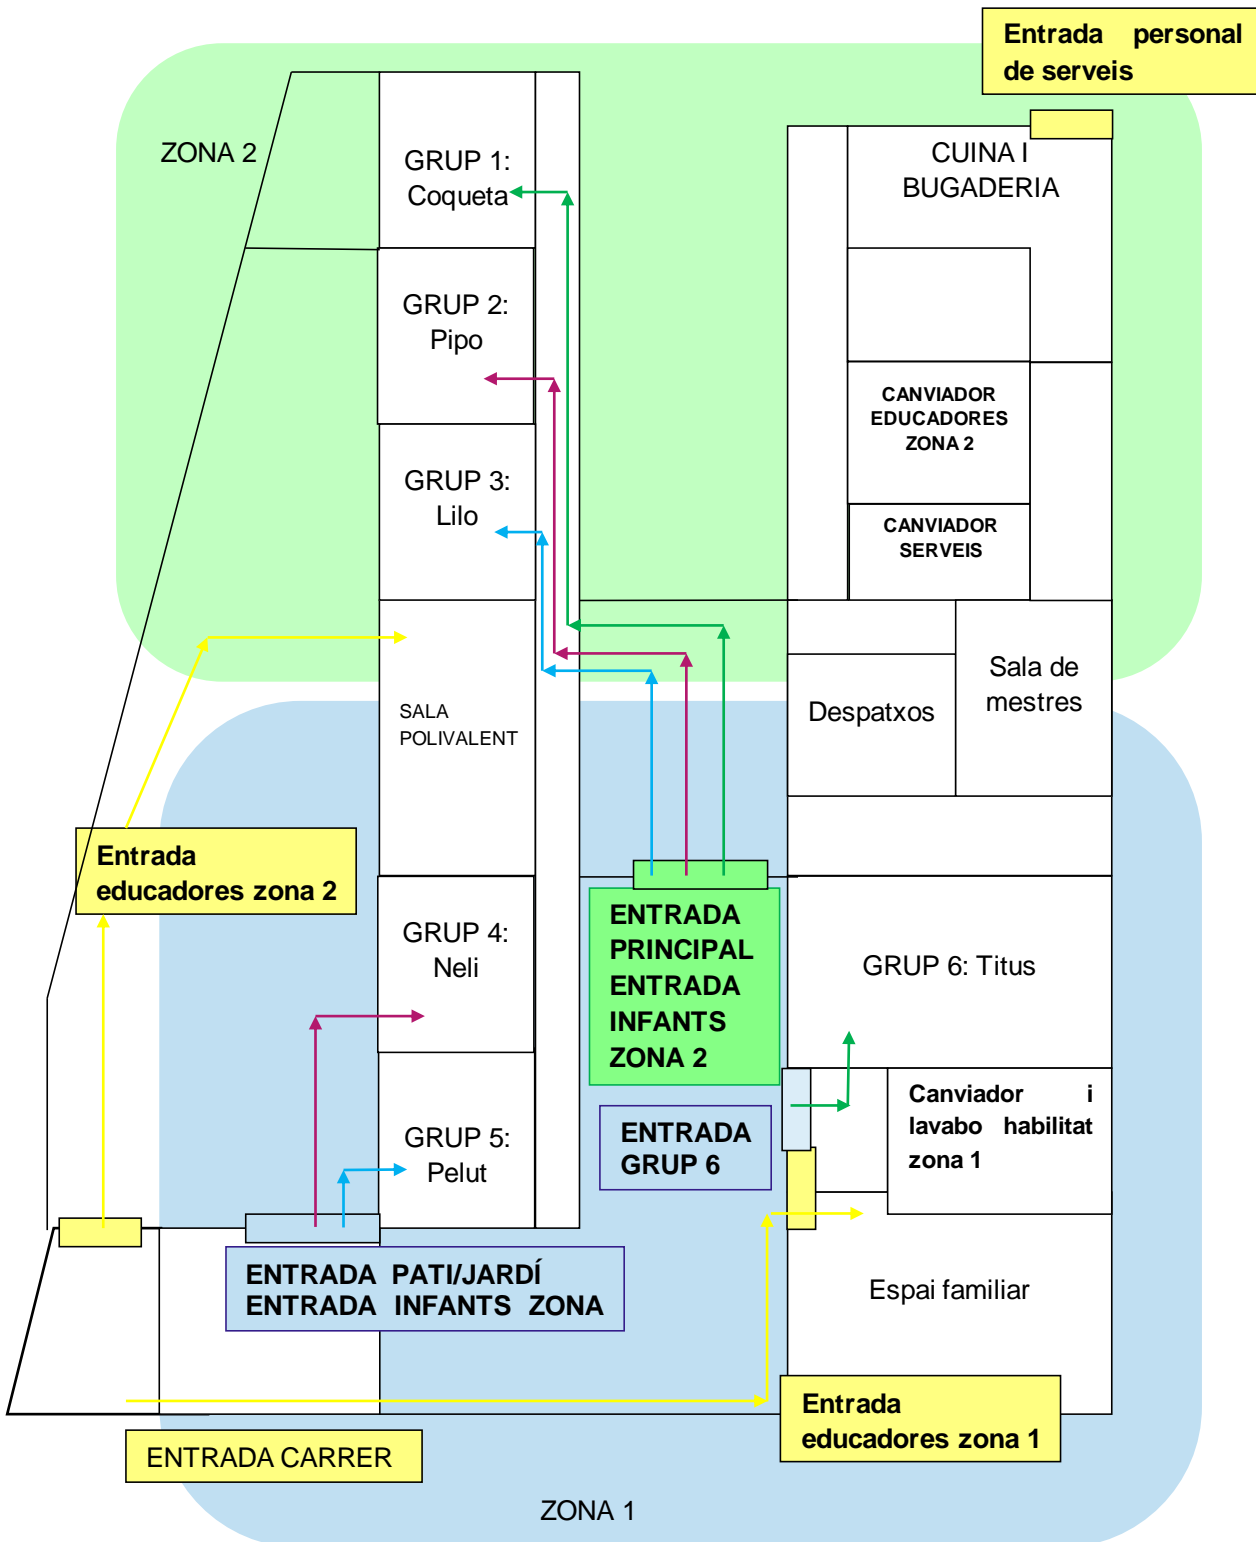 Entrada personal
de serveis
ZONA 2
GRUP 1:
Coqueta
CUINA I
BUGADERIA
GRUP 2:
Pipo
CANVIADOR
EDUCADORES
ZONA 2
GRUP 3:
Lilo
CANVIADOR
SERVEIS
SALA
POLIVALENT
Despatxos
Sala de
mestres
Entrada
educadores zona 2
GRUP 4:
Neli
ENTRADA
PRINCIPAL
ENTRADA
INFANTS
ZONA 2
GRUP 6: Titus
GRUP 5:
Pelut
ENTRADA
GRUP 6
Canviador i
lavabo habilitat
zona 1
ENTRADA PATI/JARDÍ
ENTRADA INFANTS ZONA
Espai familiar
Entrada
educadores zona 1
ENTRADA CARRER
ZONA 1